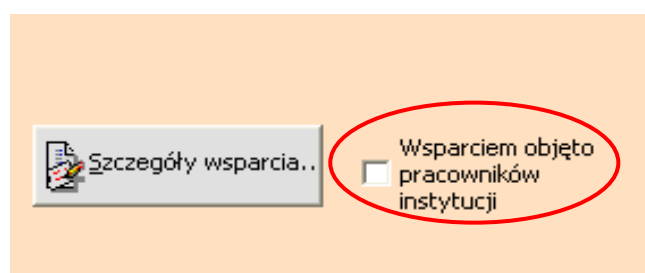 Szczegóły wsparcia..
Wsparciem objęto
pracowników
instytucji